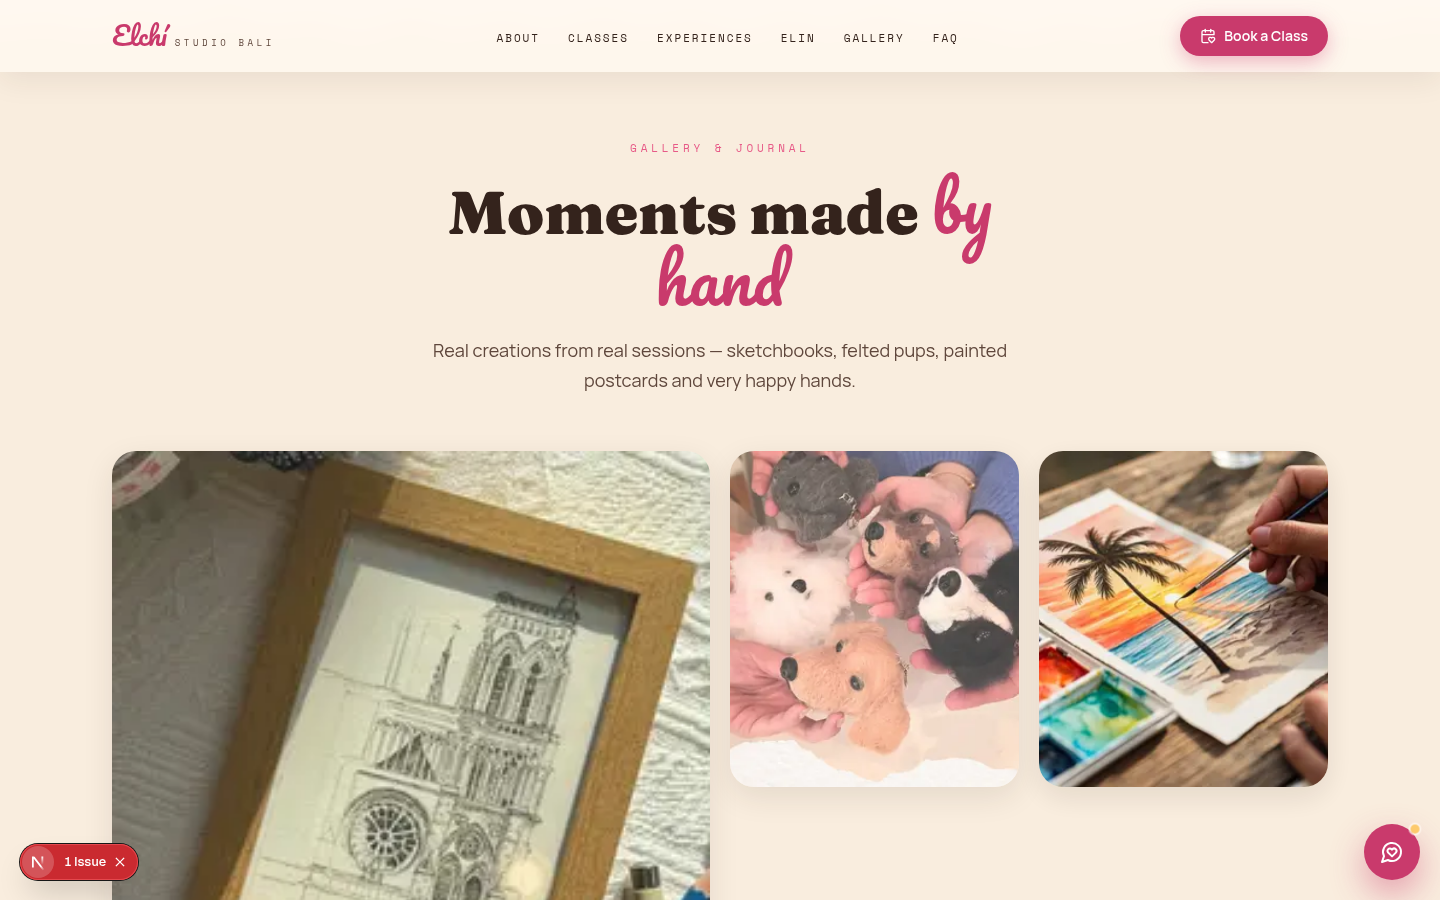 Elchí STUDIO BALI
ABOUT
CLASSES
EXPERIENCES
ELIN
GALLERY
FAQ
Book a Class
GALLERY & JOURNAL
Moments made by
hand
Real creations from real sessions — sketchbooks, felted pups, painted
postcards and very happy hands.
N
1 Issue